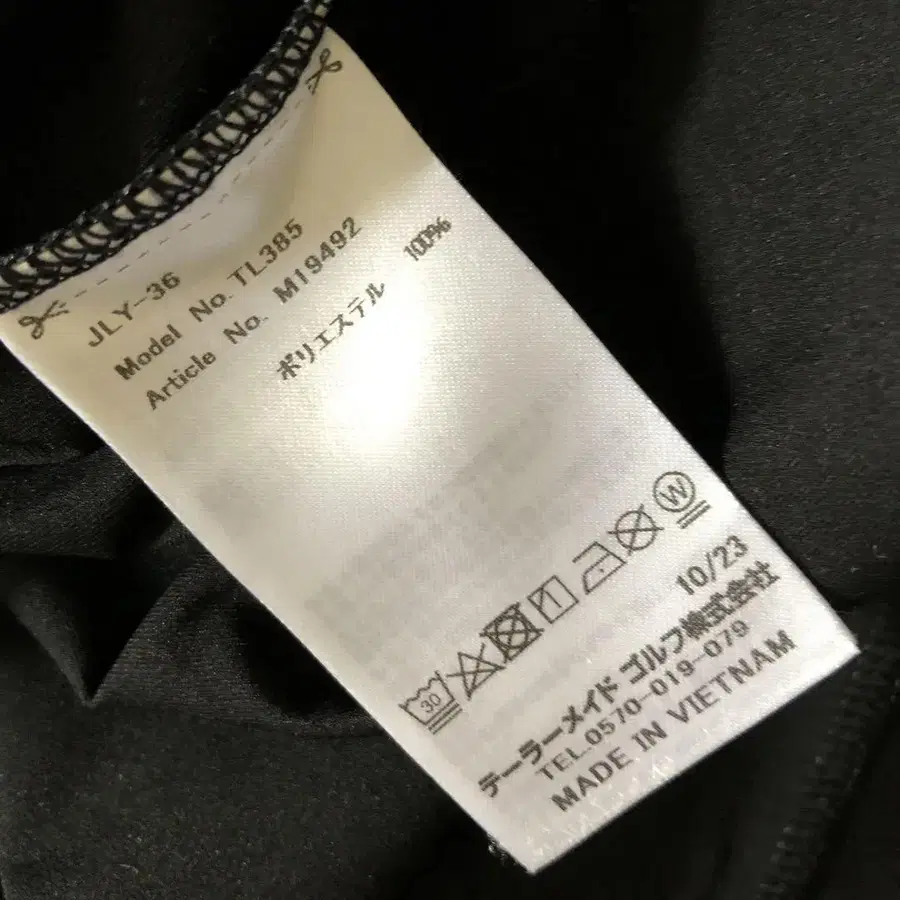 JLY-36
Model No. TL385
Article No. M19492
ポリエステル 100%
30 W
10/23
テーラーメイド ゴルフ株式会社
TEL.0570-019-079
MADE IN VIETNAM